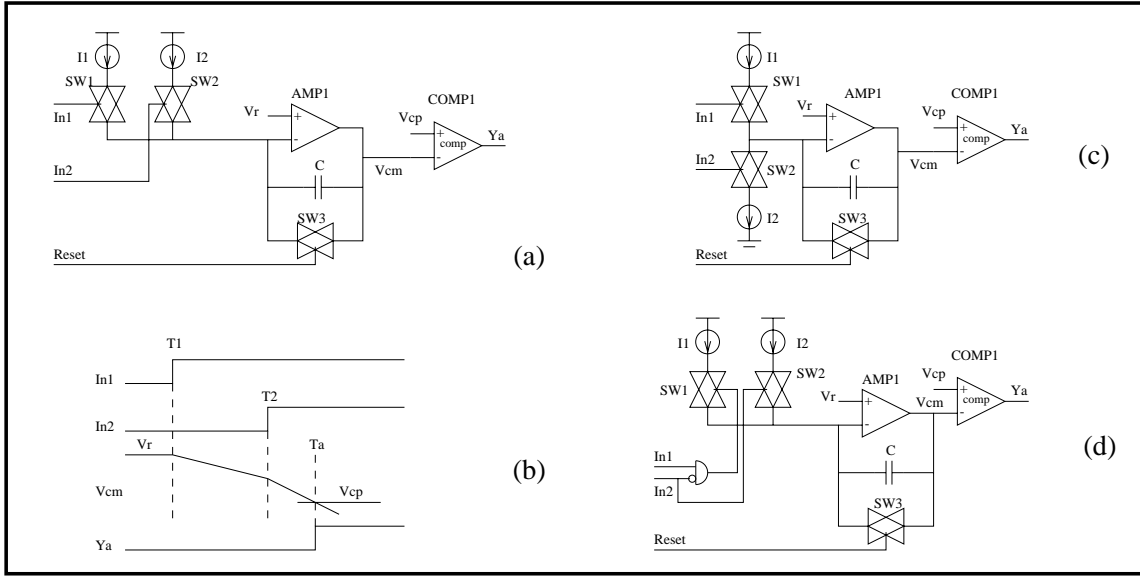 I1 I2
SW1 SW2
AMP1
COMP1
In1
Vr
+
-
Vcp
+
comp
-
Ya
In2
Vcm
C
SW3
Reset
(a)
I1
SW1
AMP1
COMP1
In1
Vr
+
-
Vcp
+
comp
-
Ya
In2
SW2
Vcm
C
I2
SW3
Reset
(c)
T1
In1
T2
In2
Vr
Ta
Vcm
Vcp
Ya
(b)
I1 I2
SW1 SW2
AMP1
COMP1
Vr
+
-
Vcp
+
comp
-
Ya
Vcm
In1
In2
C
SW3
Reset
(d)